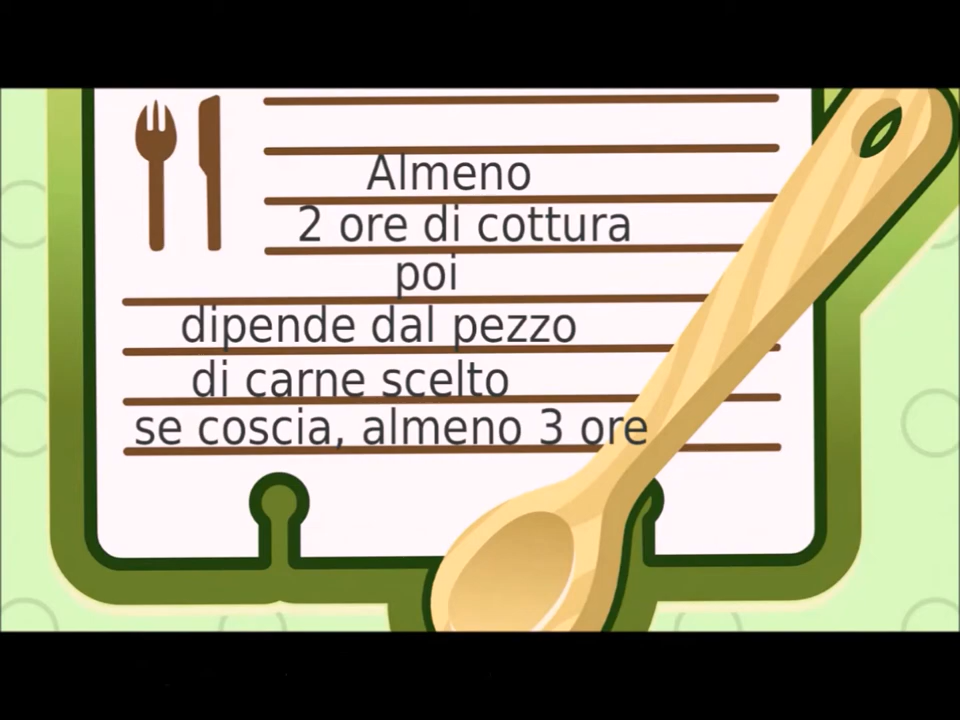 Almeno
2 ore di cottura
poi
dipende dal pezzo
di carne scelto
se coscia, almeno 3 ore